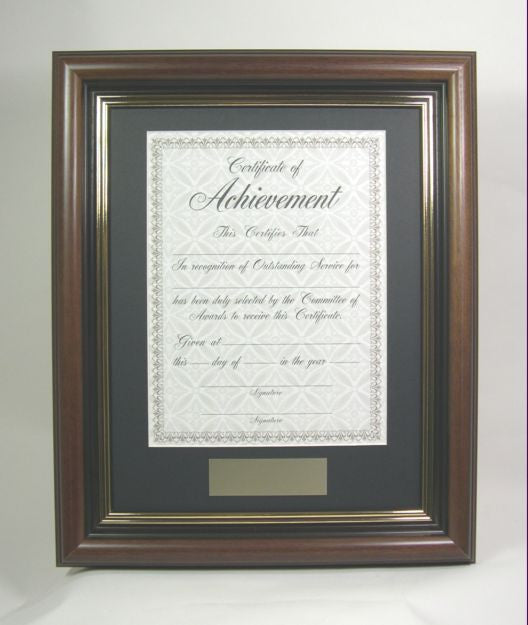 Certificate of
Achievement
This Certifies That
In recognition of Outstanding Service for
has been duly selected by the Committee of
Awards to receive this Certificate.
Given at
this day of in the year
Signature
Signature